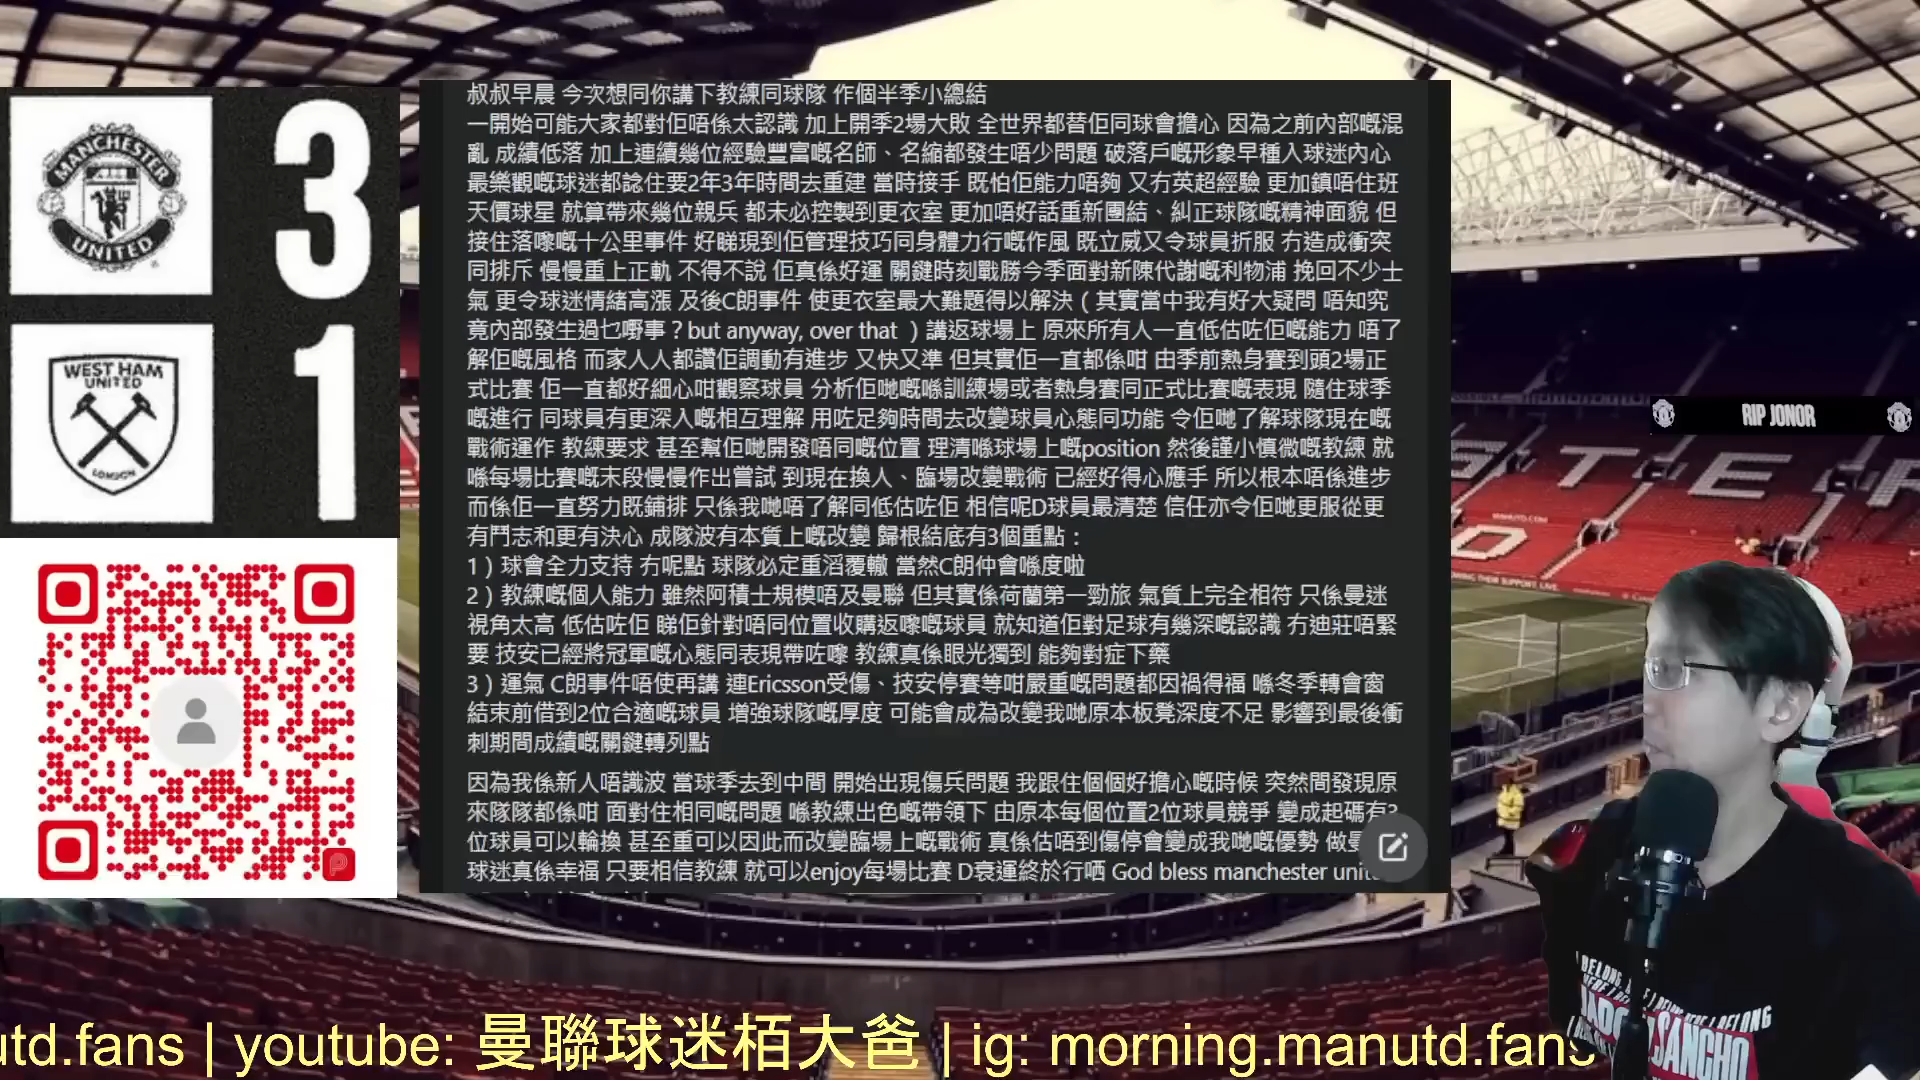 MANCHESTER
UNITED
3
WEST HAM
UNITED
LONDON
1
叔叔早晨 今次想同你講下教練同球隊 作個半季小總結
一開始可能大家都對佢唔係太認識 加上開季2場大敗 全世界都替佢同球會擔心 因為之前內部嘅混
亂 成績低落 加上連續幾位經驗豐富嘅名師、名縮都發生唔少問題 破落戶嘅形象早種入球迷內心
最樂觀嘅球迷都諗住要2年3年時間去重建 當時接手 既怕佢能力唔夠 又冇英超經驗 更加鎮唔住班
天價球星 就算帶來幾位親兵 都未必控製到更衣室 更加唔好話重新團結、糾正球隊嘅精神面貌 但
接住落嚟嘅十公里事件 好睇現到佢管理技巧同身體力行嘅作風 既立威又令球員折服 冇造成衝突
同排斥 慢慢重上正軌 不得不說 佢真係好運 關鍵時刻戰勝今季面對新陳代謝嘅利物浦 挽回不少士
氣 更令球迷情緒高漲 及後C朗事件 使更衣室最大難題得以解決（其實當中我有好大疑問 唔知究
竟內部發生過乜嘢事？but anyway, over that ）講返球場上 原來所有人一直低估咗佢嘅能力 唔了
解佢嘅風格 而家人人都讚佢調動有進步 又快又準 但其實佢一直都係咁 由季前熱身賽到頭2場正
式比賽 佢一直都好細心咁觀察球員 分析佢哋嘅喺訓練場或者熱身賽同正式比賽嘅表現 隨住球季
嘅進行 同球員有更深入嘅相互理解 用咗足夠時間去改變球員心態同功能 令佢哋了解球隊現在嘅
戰術運作 教練要求 甚至幫佢哋開發唔同嘅位置 理清喺球場上嘅position 然後謹小慎微嘅教練 就
喺每場比賽嘅末段慢慢作出嘗試 到現在換人、臨場改變戰術 已經好得心應手 所以根本唔係進步
而係佢一直努力既鋪排 只係我哋唔了解同低估咗佢 相信呢D球員最清楚 信任亦令佢哋更服從更
有鬥志和更有決心 成隊波有本質上嘅改變 歸根結底有3個重點：
1）球會全力支持 冇呢點 球隊必定重滔覆轍 當然C朗仲會喺度啦
2）教練嘅個人能力 雖然阿積士規模唔及曼聯 但其實係荷蘭第一勁旅 氣質上完全相符 只係曼迷
視角太高 低估咗佢 睇佢針對唔同位置收購返嚟嘅球員 就知道佢對足球有幾深嘅認識 冇迪莊唔緊
要 技安已經將冠軍嘅心態同表現帶咗嚟 教練真係眼光獨到 能夠對症下藥
3）運氣 C朗事件唔使再講 連Ericsson受傷、技安停賽等咁嚴重嘅問題都因禍得福 喺冬季轉會窗
結束前借到2位合適嘅球員 增強球隊嘅厚度 可能會成為改變我哋原本板凳深度不足 影響到最後衝
刺期間成績嘅關鍵轉列點
因為我係新人唔識波 當球季去到中間 開始出現傷兵問題 我跟住個個好擔心嘅時候 突然間發現原
來隊隊都係咁 面對住相同嘅問題 喺教練出色嘅帶領下 由原本每個位置2位球員競爭 變成起碼有3
位球員可以輪換 甚至重可以因此而改變臨場上嘅戰術 真係估唔到傷停會變成我哋嘅優勢 做
球迷真係幸福 只要相信教練 就可以enjoy每場比賽 D衰運終於行哂 God bless manchester unit
RIP JONOR
STER
JADO
SANCHO
utd.fans | youtube: 曼聯球迷栢大爸 | ig: morning.manutd.fans